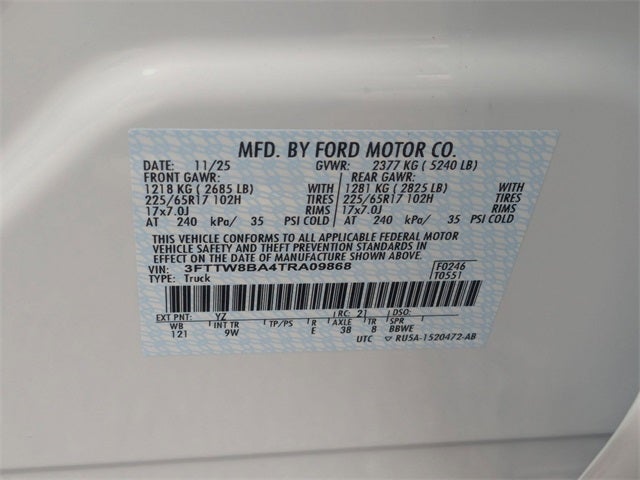 MFD. BY FORD MOTOR CO.
DATE: 11/25 GVWR: 2377 KG ( 5240 LB)
FRONT GAWR: REAR GAWR:
1218 KG ( 2685 LB) WITH 1281 KG ( 2825 LB) WITH
225/65R17 102H TIRES 225/65R17 102H TIRES
17x7.0J RIMS 17x7.0J RIMS
AT 240 kPa/ 35 PSI COLD AT 240 kPa/ 35 PSI COLD
THIS VEHICLE CONFORMS TO ALL APPLICABLE FEDERAL MOTOR
VEHICLE SAFETY AND THEFT PREVENTION STANDARDS IN
EFFECT ON THE DATE OF MANUFACTURE SHOWN ABOVE.
VIN: 3FTTW8BA4TRA09868 F0246
TYPE: Truck T0551
EXT PNT: YZ RC: 21 DSO:
WB INT TR TP/PS R AXLE TR SPR
121 9W E 38 8 BBWE
UTC RU5A-1520472-AB